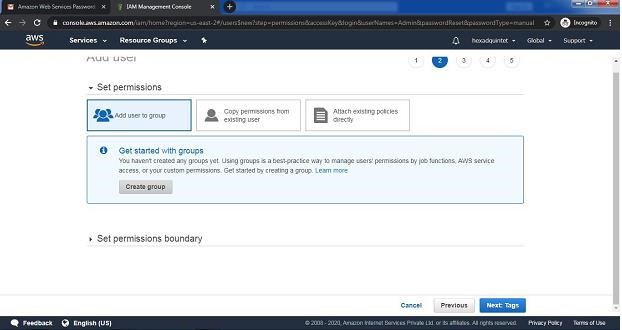 Amazon Web Services Password
IAM Management Console
console.aws.amazon.com/iam/home?region=us-east-2#/users$new?step=permissions&accessKey&login&userNames=Admin&passwordReset&passwordType=manual
Incognito
aws
Services
Resource Groups
hexadquintet
Global
Support
Add user
1 2 3 4 5
Set permissions
Add user to group
Copy permissions from
existing user
Attach existing policies
directly
Get started with groups
You haven't created any groups yet. Using groups is a best-practice way to manage users' permissions by job functions, AWS service
access, or your custom permissions. Get started by creating a group. Learn more
Create group
Set permissions boundary
Cancel
Previous
Next: Tags
Feedback
English (US)
© 2008 - 2020, Amazon Internet Services Private Ltd. or its affiliates. All rights reserved.
Privacy Policy
Terms of Use